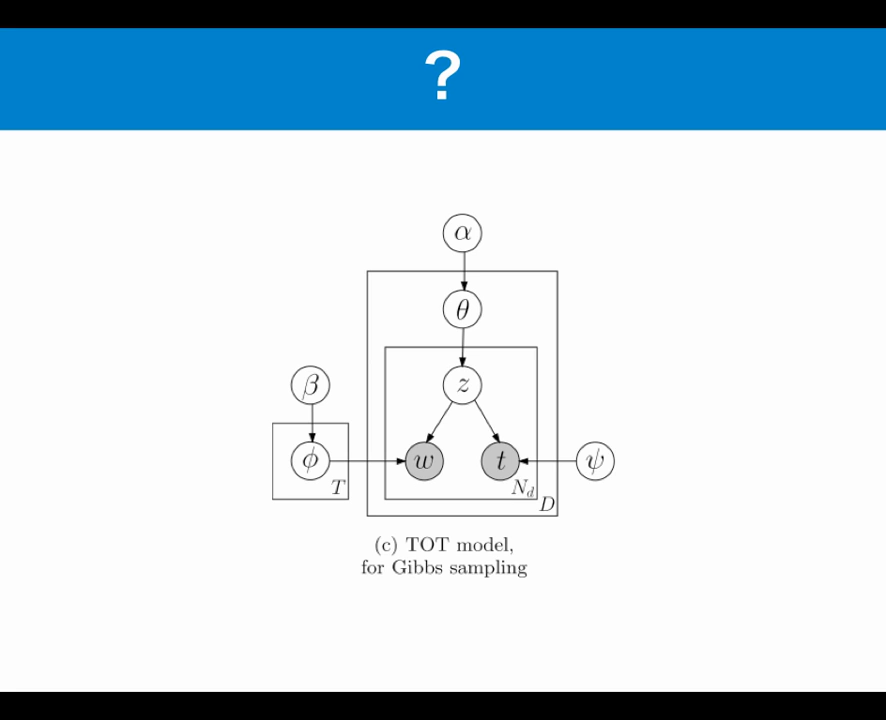 ?
α
θ
β
z
ϕ
w
t
ψ
T
N_d
D
(c) TOT model,
for Gibbs sampling